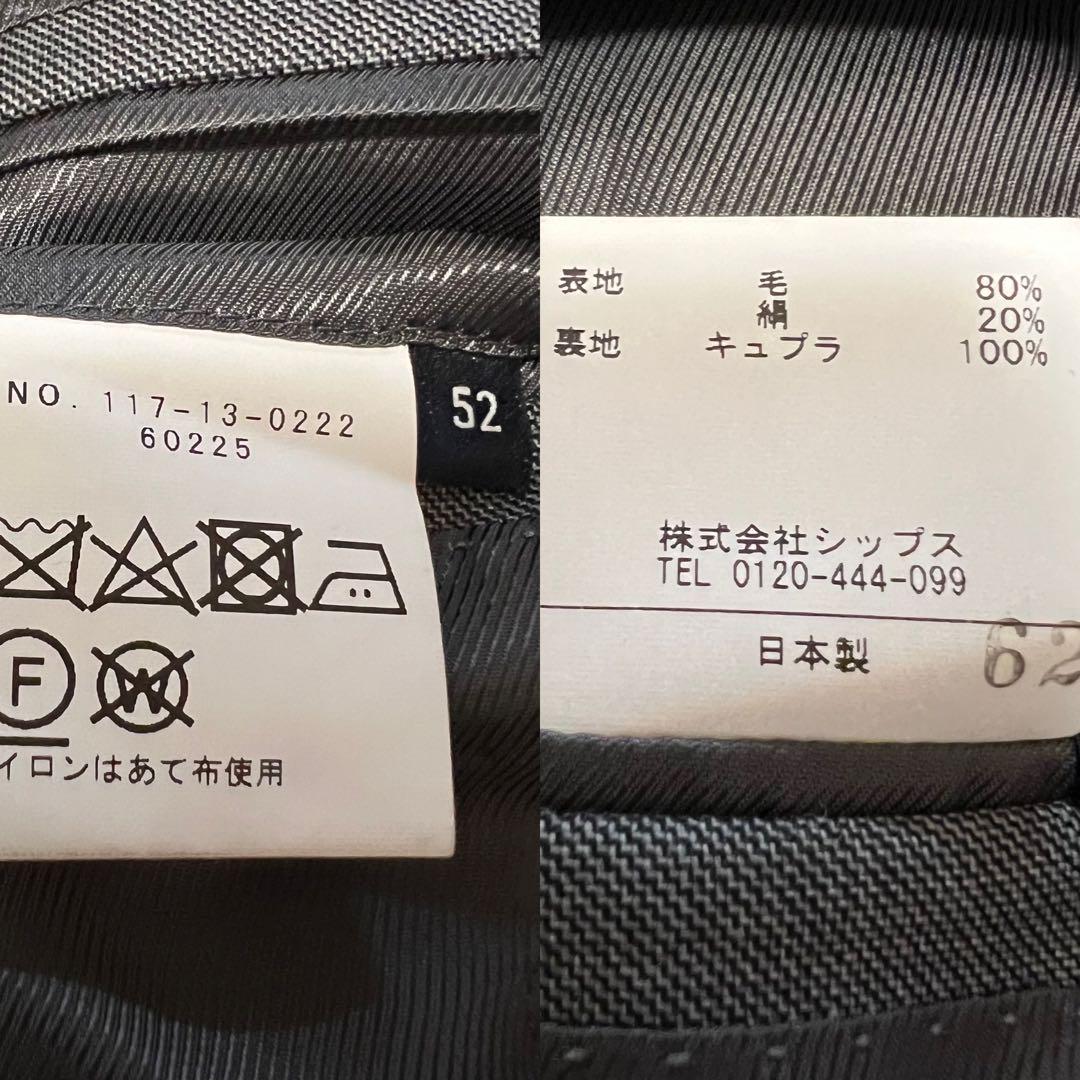 NO. 117-13-0222
60225
52
F
W
イロンはあて布使用
表地 毛 80%
絹 20%
裏地 キュプラ 100%
株式会社シップス
TEL 0120-444-099
日本製
62